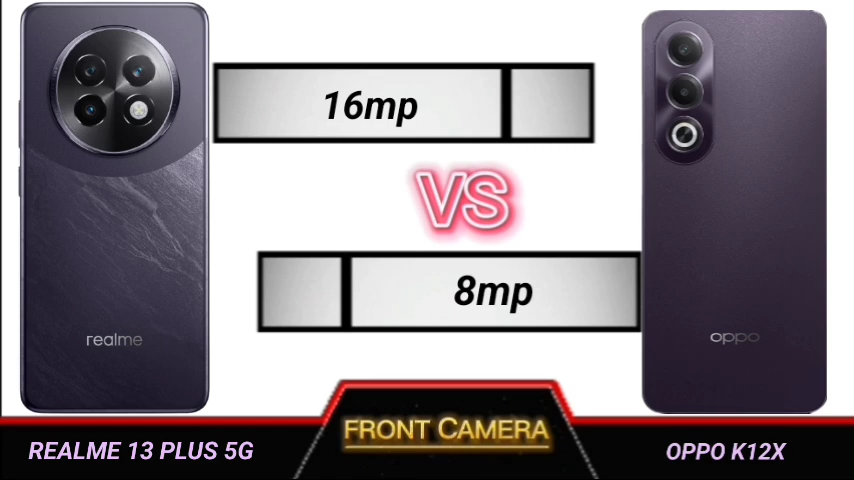 16mp
VS
8mp
realme
oppo
FRONT CAMERA
REALME 13 PLUS 5G
OPPO K12X